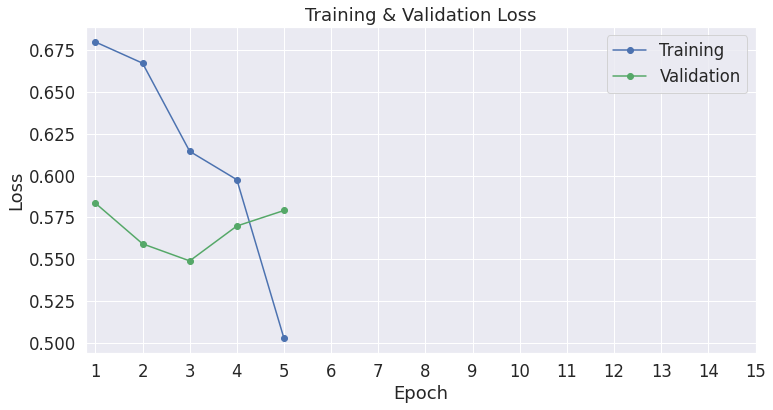 Training & Validation Loss
Training
Validation
0.675
0.650
0.625
0.600
0.575
0.550
0.525
0.500
Loss
1 2 3 4 5 6 7 8 9 10 11 12 13 14 15
Epoch